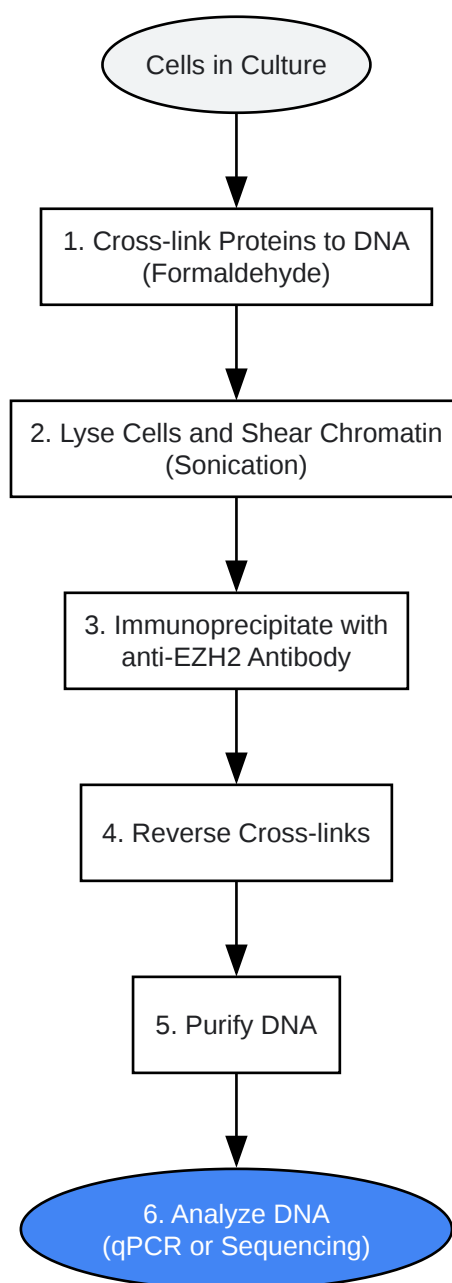 Cells in Culture
1. Cross-link Proteins to DNA
(Formaldehyde)
2. Lyse Cells and Shear Chromatin
(Sonication)
3. Immunoprecipitate with
anti-EZH2 Antibody
4. Reverse Cross-links
5. Purify DNA
6. Analyze DNA
(qPCR or Sequencing)